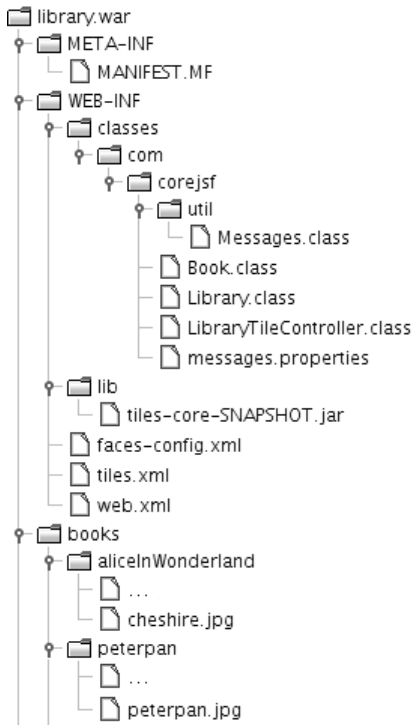 library.war
META-INF
MANIFEST.MF
WEB-INF
classes
com
corejsf
util
Messages.class
Book.class
Library.class
LibraryTileController.class
messages.properties
lib
tiles-core-SNAPSHOT.jar
faces-config.xml
tiles.xml
web.xml
books
aliceInWonderland
...
cheshire.jpg
peterpan
...
peterpan.jpg